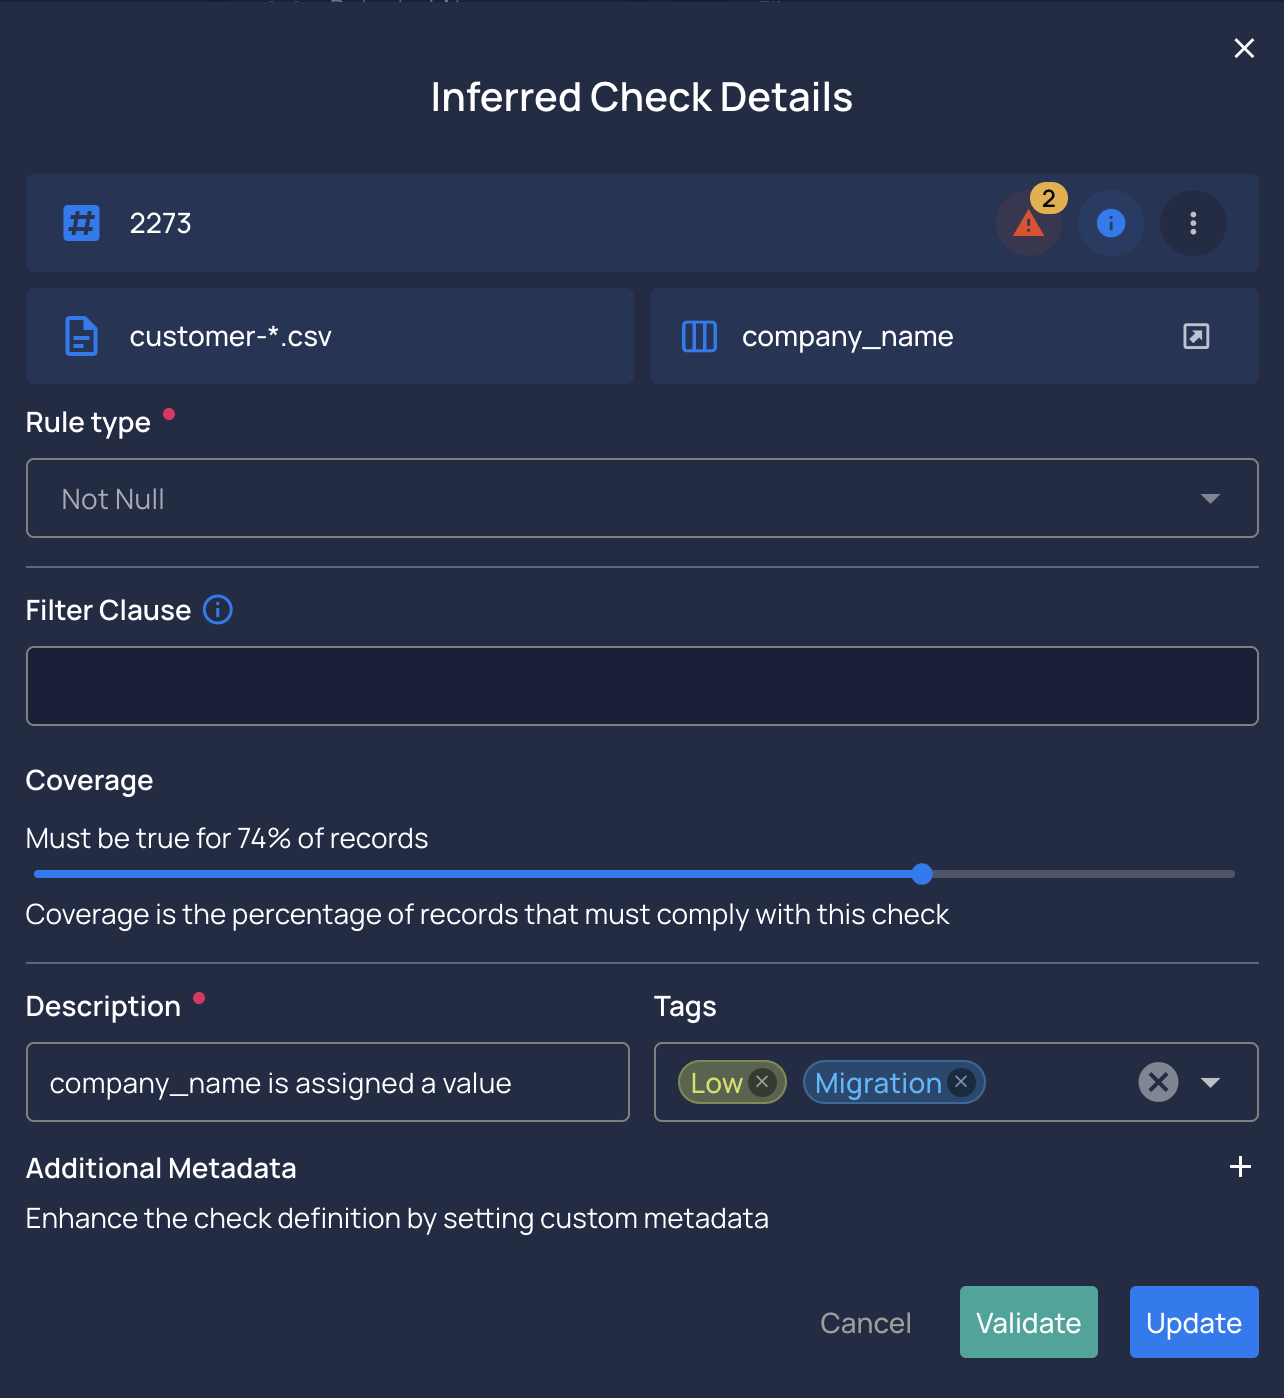 Inferred Check Details
2273
2
customer-*.csv
company_name
Rule type
Not Null
Filter Clause
Coverage
Must be true for 74% of records
Coverage is the percentage of records that must comply with this check
Description
Tags
company_name is assigned a value
Low
Migration
Additional Metadata
Enhance the check definition by setting custom metadata
Cancel
Validate
Update